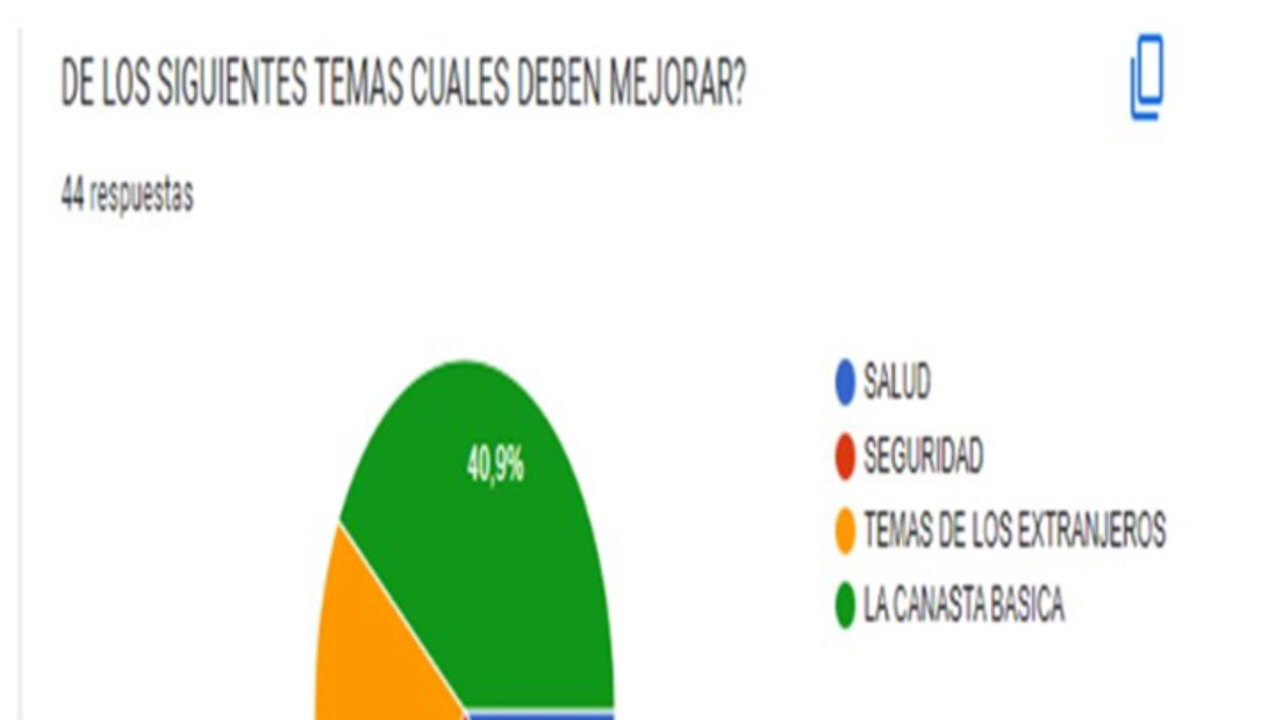 DE LOS SIGUIENTES TEMAS CUALES DEBEN MEJORAR?
44 respuestas
40,9%
SALUD
SEGURIDAD
TEMAS DE LOS EXTRANJEROS
LA CANASTA BASICA